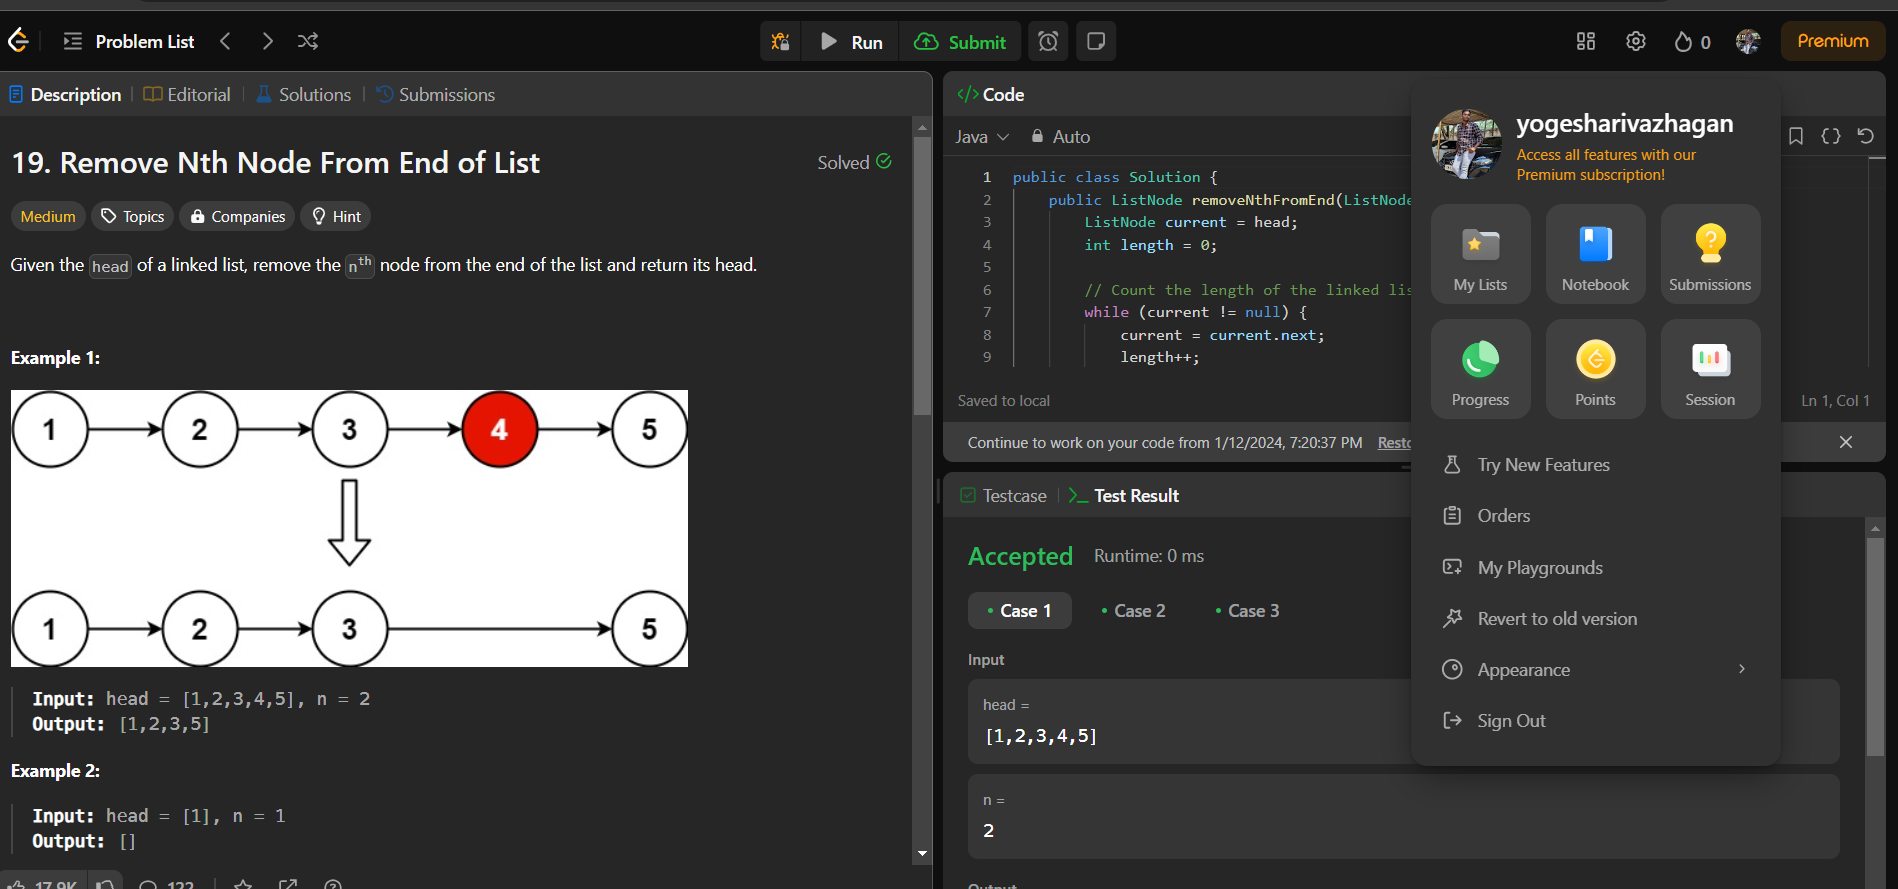 Problem List
Run
Submit
0
Premium
Description
Editorial
Solutions
Submissions
19. Remove Nth Node From End of List
Solved
Medium
Topics
Companies
Hint
Given the head of a linked list, remove the nth node from the end of the list and return its head.
Example 1:
1 2 3 4 5
1 2 3 5
Input: head = [1,2,3,4,5], n = 2
Output: [1,2,3,5]
Example 2:
Input: head = [1], n = 1
Output: []
17.9K
122
</> Code
Java
Auto
1 public class Solution {
2 public ListNode removeNthFromEnd(ListNode
3 ListNode current = head;
4 int length = 0;
5
6 // Count the length of the linked lis
7 while (current != null) {
8 current = current.next;
9 length++;
Saved to local
Ln 1, Col 1
Continue to work on your code from 1/12/2024, 7:20:37 PM Resto
Testcase
Test Result
Accepted
Runtime: 0 ms
Case 1
Case 2
Case 3
Input
head =
[1,2,3,4,5]
n =
2
Output
yogesharivazhagan
Access all features with our
Premium subscription!
My Lists
Notebook
Submissions
Progress
Points
Session
Try New Features
Orders
My Playgrounds
Revert to old version
Appearance
Sign Out